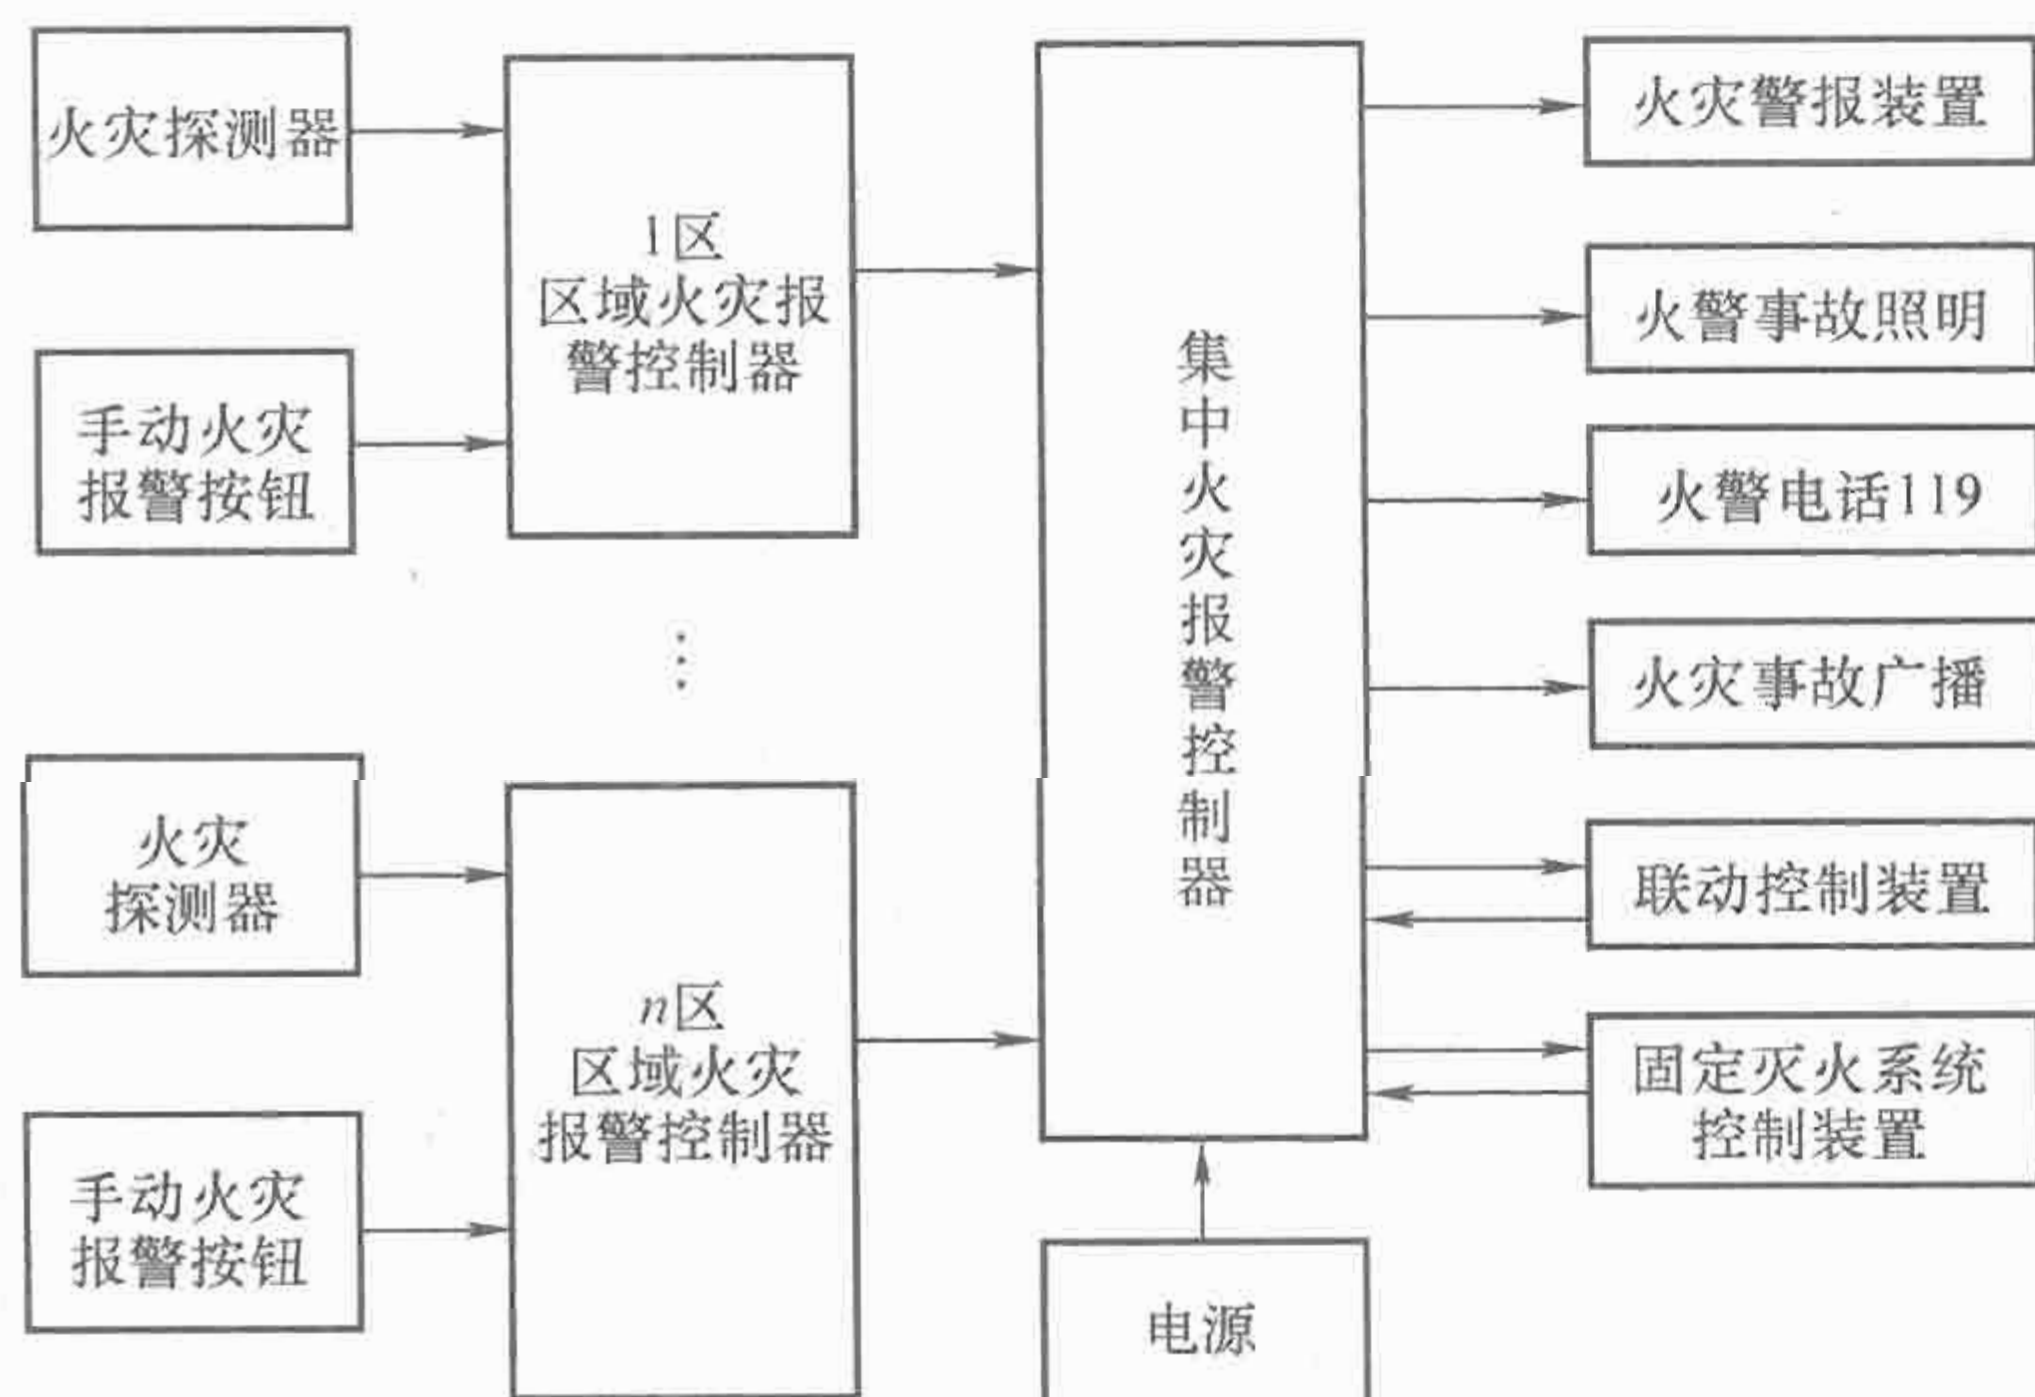 火灾探测器
手动火灾
报警按钮
1区
区域火灾报
警控制器
火灾
探测器
手动火灾
报警按钮
n区
区域火灾
报警控制器
集中火灾报警控制器
电源
火灾警报装置
火警事故照明
火警电话119
火灾事故广播
联动控制装置
固定灭火系统
控制装置